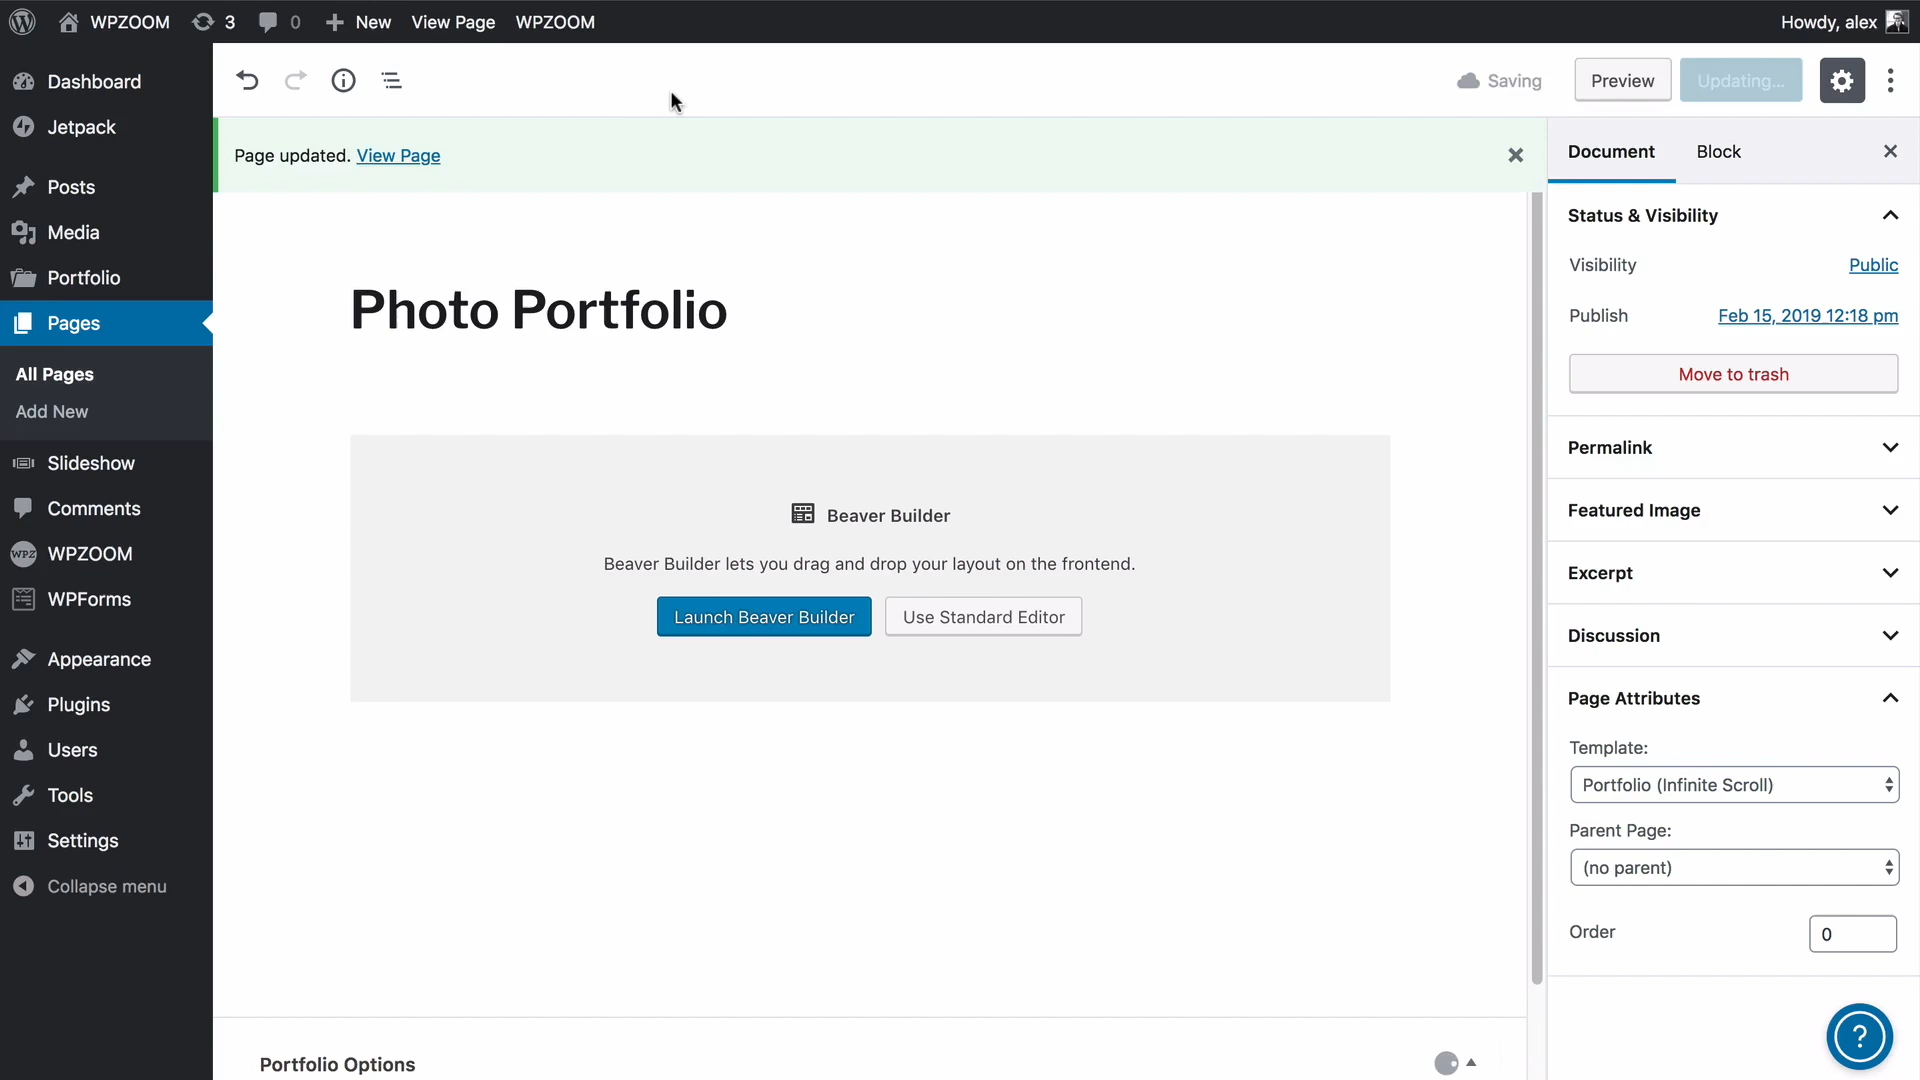 WPZOOM 3 0 New View Page WPZOOM Howdy, alex
Dashboard
Jetpack
Posts
Media
Portfolio
Pages
All Pages
Add New
Slideshow
Comments
WPZ WPZOOM
WPForms
Appearance
Plugins
Users
Tools
Settings
Collapse menu
Saving Preview Updating...
Page updated. View Page
Photo Portfolio
Beaver Builder
Beaver Builder lets you drag and drop your layout on the frontend.
Launch Beaver Builder Use Standard Editor
Portfolio Options
Document Block
Status & Visibility
Visibility Public
Publish Feb 15, 2019 12:18 pm
Move to trash
Permalink
Featured Image
Excerpt
Discussion
Page Attributes
Template:
Portfolio (Infinite Scroll)
Parent Page:
(no parent)
Order 0
?